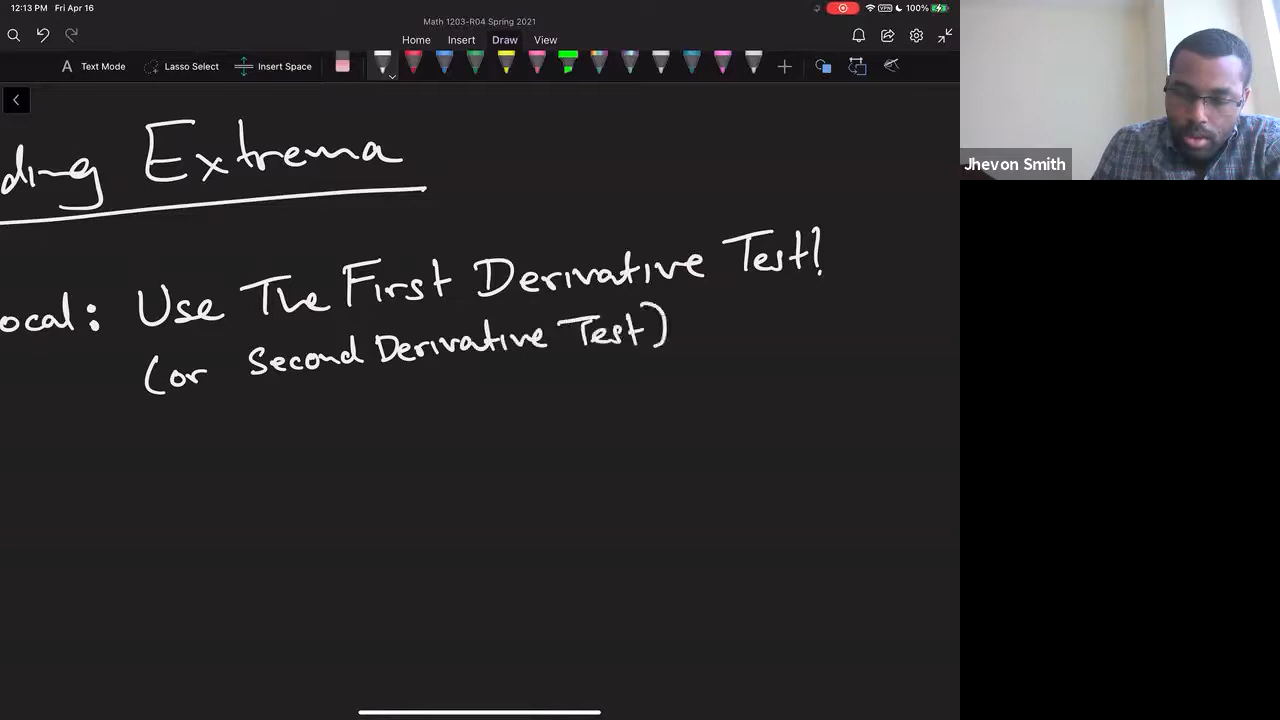 12:13 PM Fri Apr 16
VPN 100%
Math 1203-R04 Spring 2021
Home Insert Draw View
A Text Mode Lasso Select Insert Space
Jhevon Smith
ding Extrema
ocal: Use The First Derivative Test!
(or Second Derivative Test)